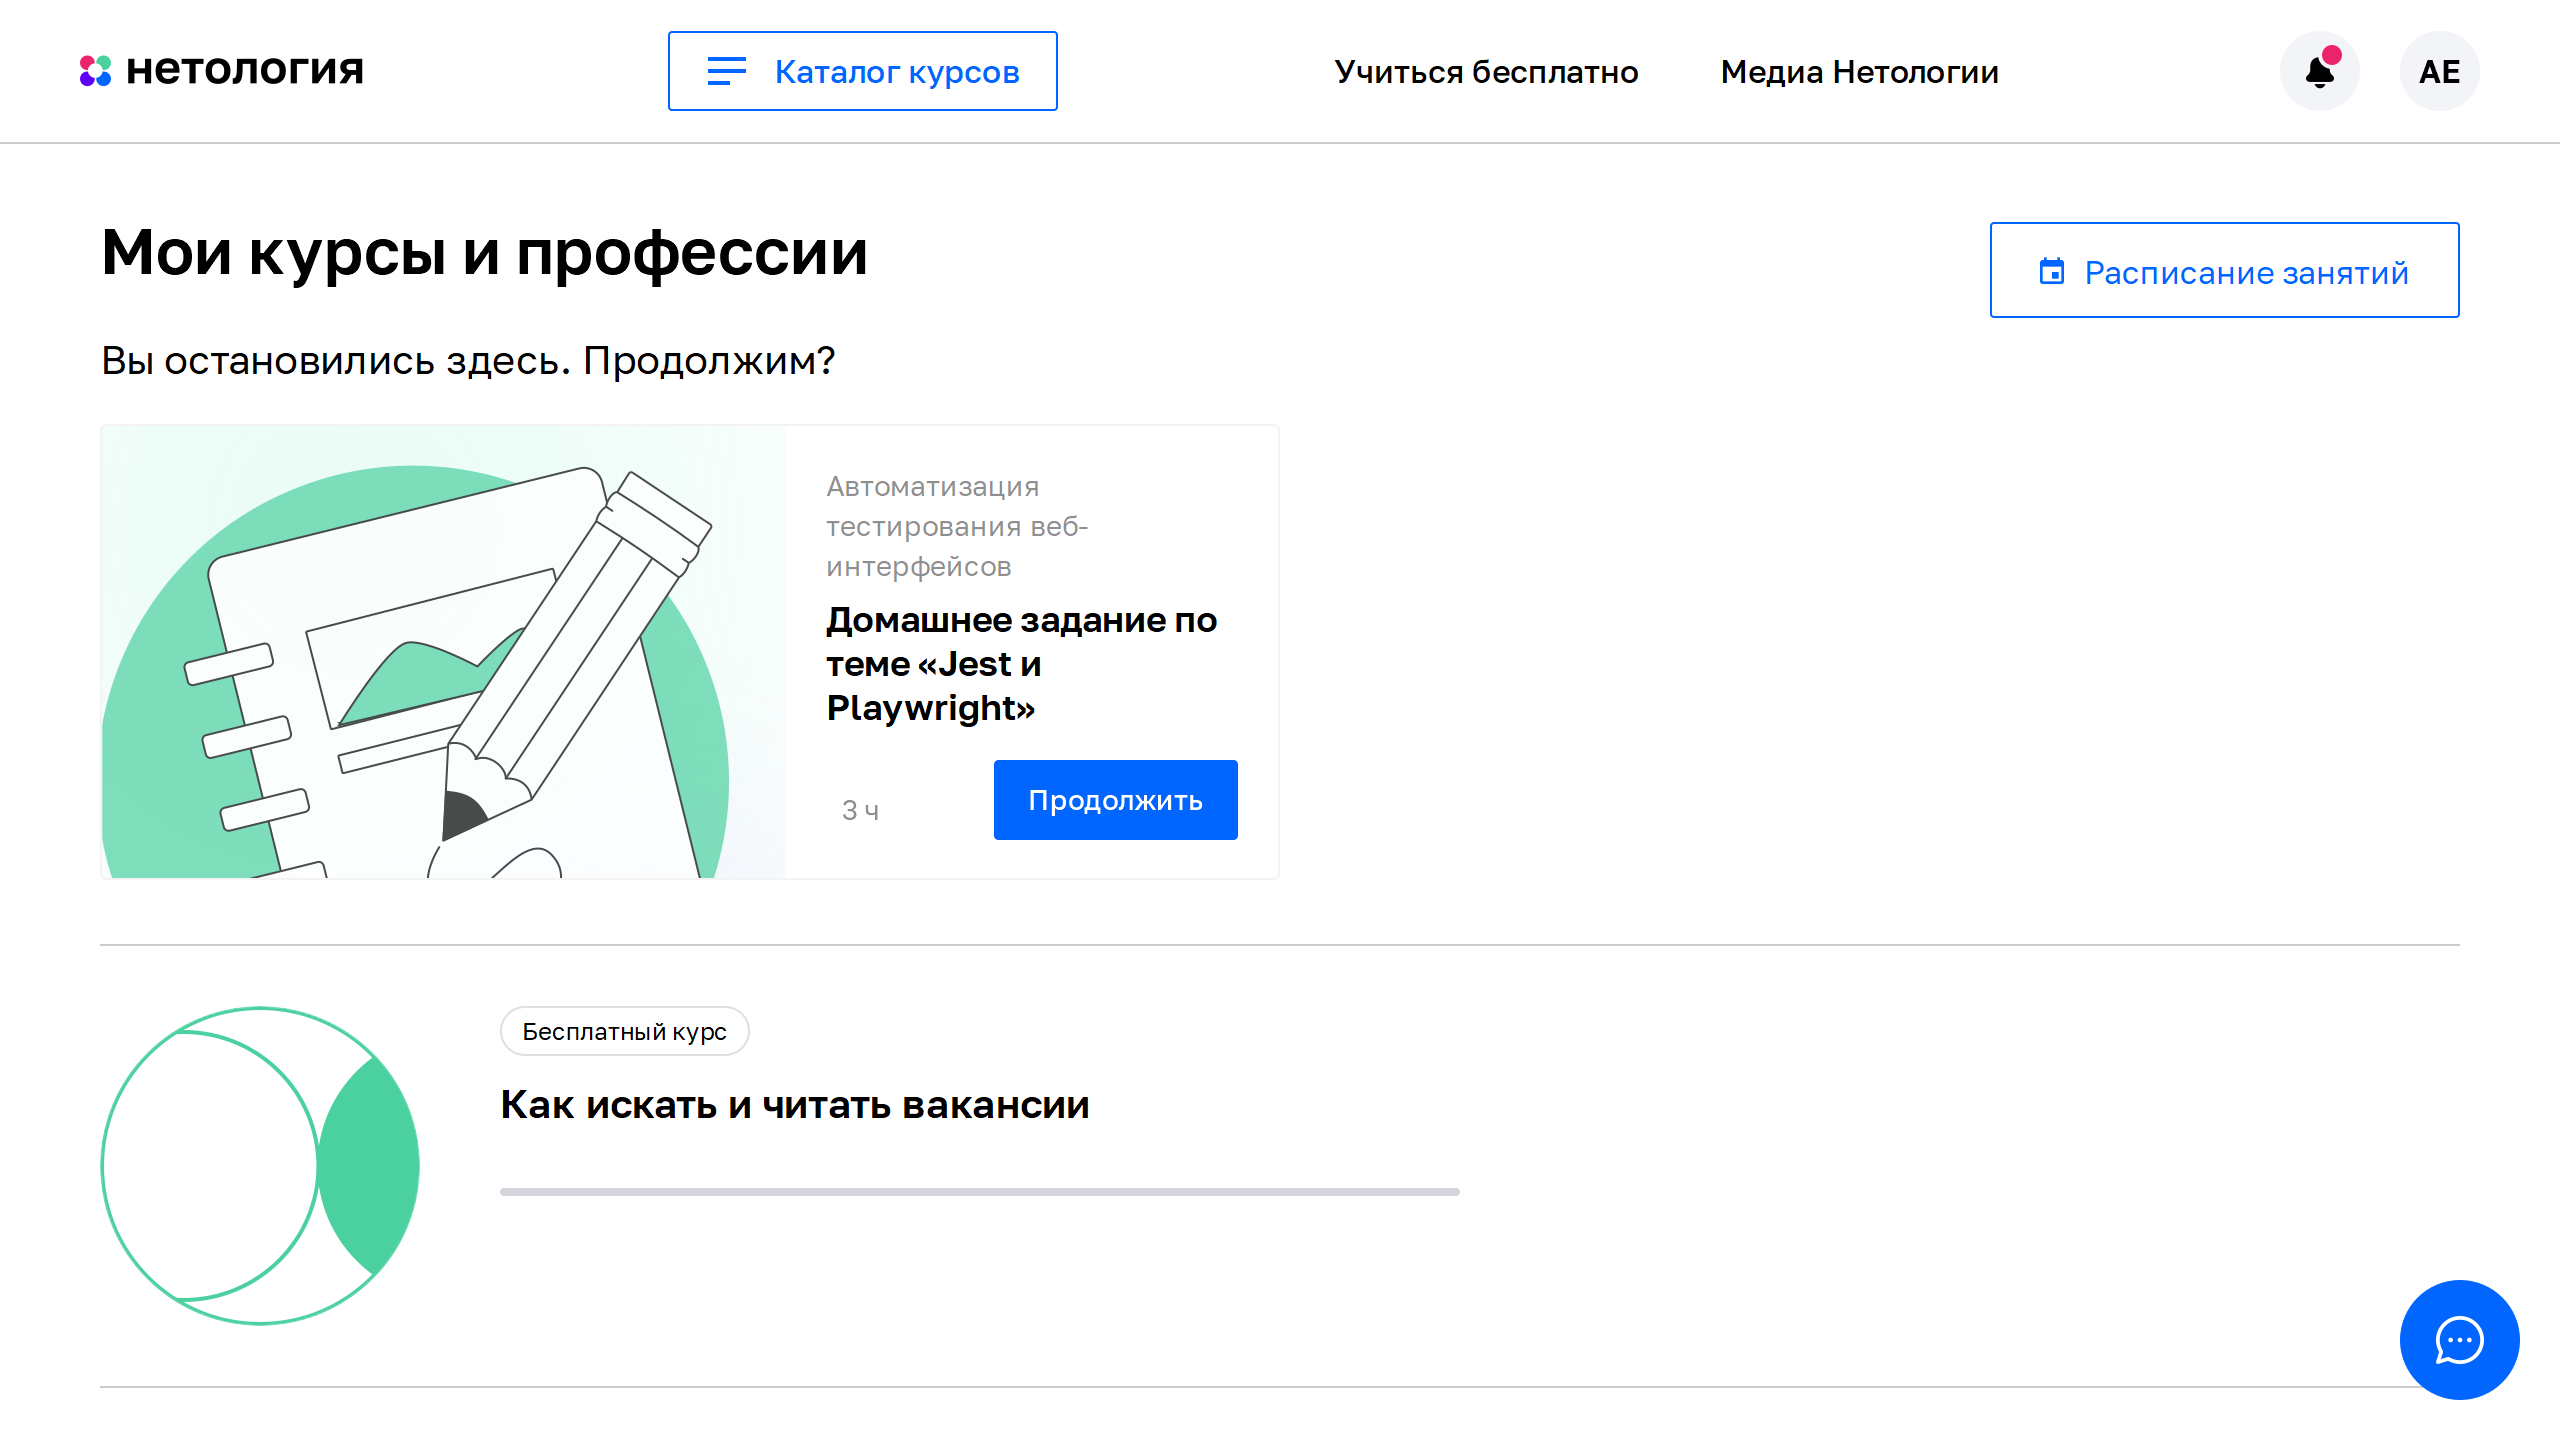 нетология
Каталог курсов
Учиться бесплатно
Медиа Нетологии
АЕ
Мои курсы и профессии
Расписание занятий
Вы остановились здесь. Продолжим?
Автоматизация
тестирования веб-
интерфейсов
Домашнее задание по
теме «Jest и
Playwright»
3 ч
Продолжить
Бесплатный курс
Как искать и читать вакансии